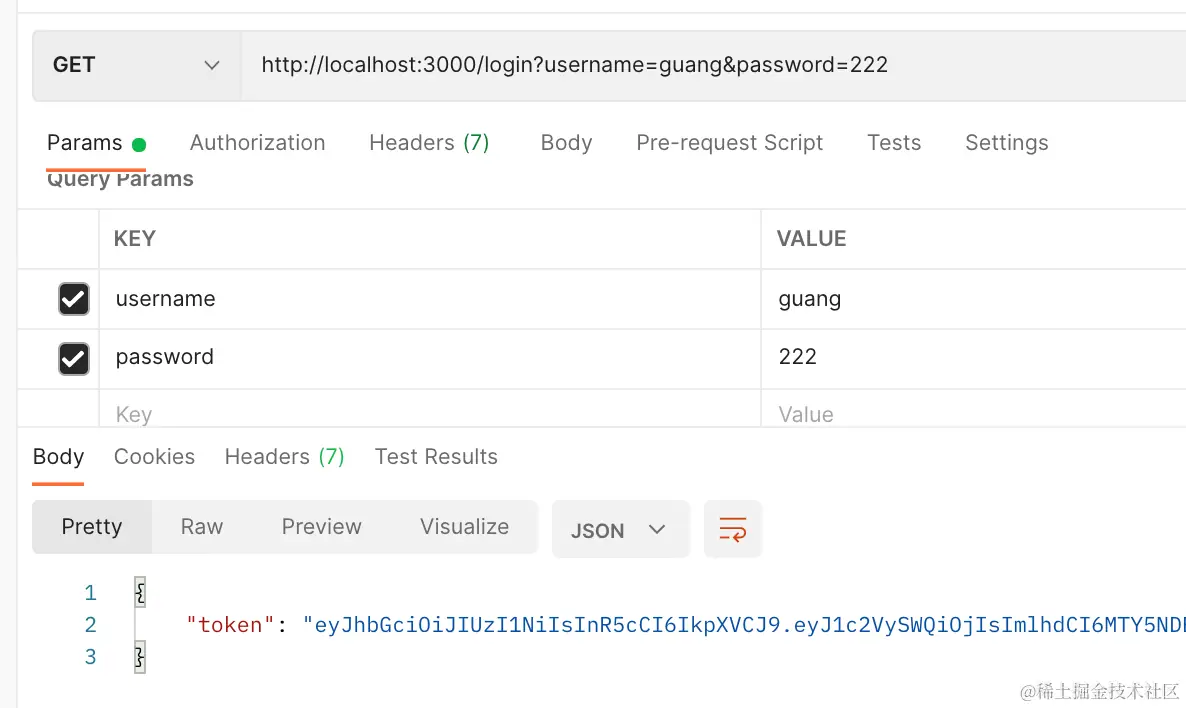 GET http://localhost:3000/login?username=guang&password=222
Params Authorization Headers (7) Body Pre-request Script Tests Settings
Query Params
KEY VALUE
username guang
password 222
Key Value
Body Cookies Headers (7) Test Results
Pretty Raw Preview Visualize JSON
1 {
2 "token": "eyJhbGciOiJIUzI1NiIsInR5cCI6IkpXVCJ9.eyJ1c2VySWQiOjIsImlhdCI6MTY5ND
3 }
@稀土掘金技术社区